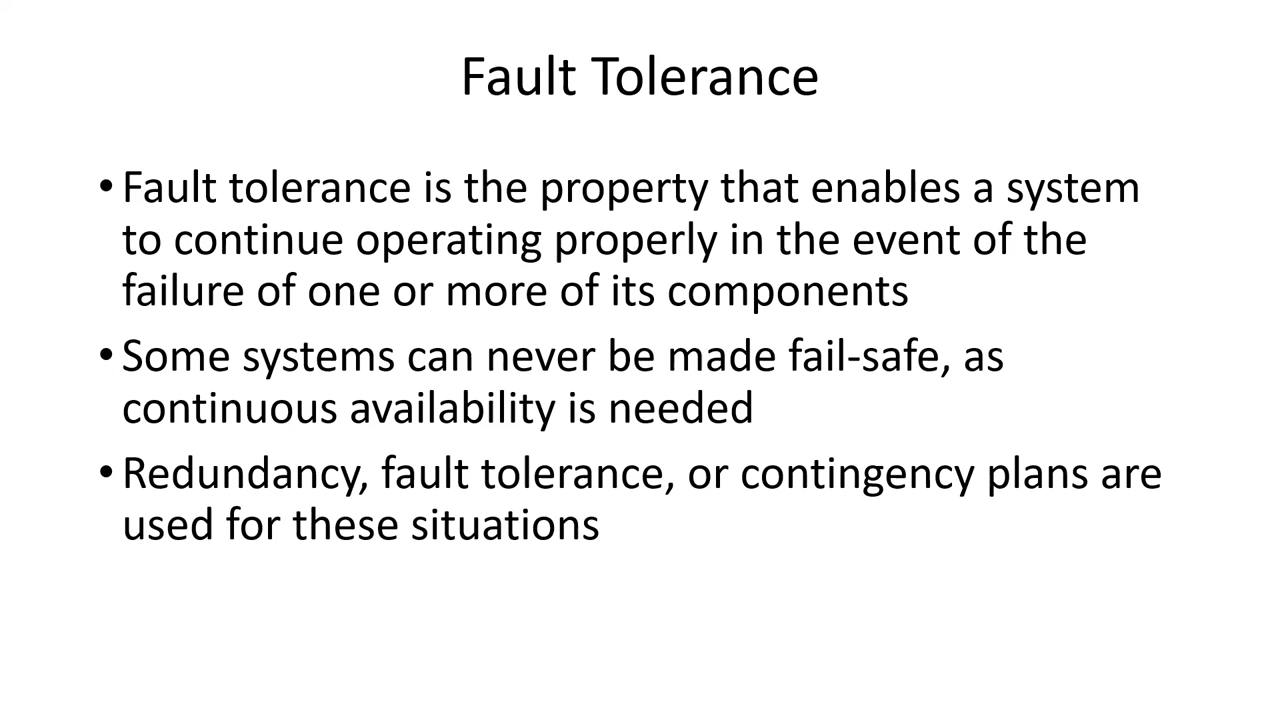 Fault Tolerance
• Fault tolerance is the property that enables a system
to continue operating properly in the event of the
failure of one or more of its components
• Some systems can never be made fail-safe, as
continuous availability is needed
• Redundancy, fault tolerance, or contingency plans are
used for these situations